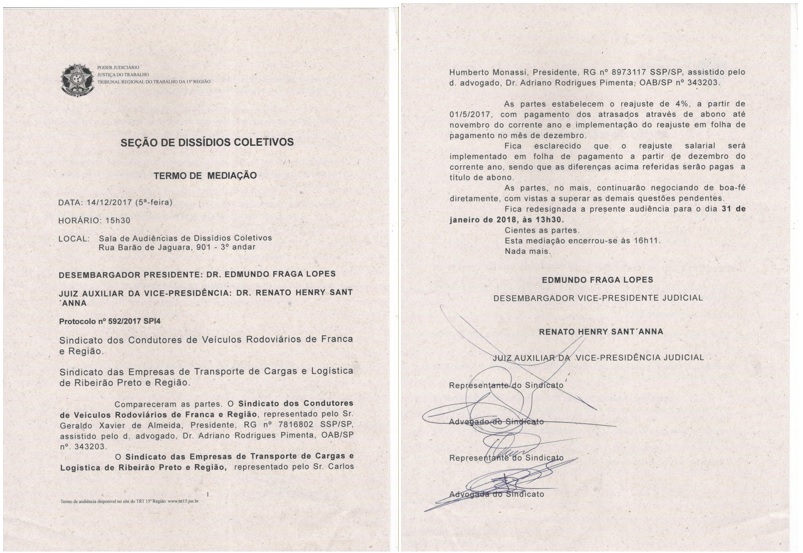 PODER JUDICIÁRIO
JUSTIÇA DO TRABALHO
TRIBUNAL REGIONAL DO TRABALHO DA 15ª REGIÃO
SEÇÃO DE DISSÍDIOS COLETIVOS
TERMO DE MEDIAÇÃO
DATA: 14/12/2017 (5ª-feira)
HORÁRIO: 15h30
LOCAL: Sala de Audiências de Dissídios Coletivos
Rua Barão de Jaguara, 901 - 3º andar
DESEMBARGADOR PRESIDENTE: DR. EDMUNDO FRAGA LOPES
JUIZ AUXILIAR DA VICE-PRESIDÊNCIA: DR. RENATO HENRY SANT
´ANNA
Protocolo nº 592/2017 SPI4
Sindicato dos Condutores de Veículos Rodoviários de Franca
e Região.
Sindicato das Empresas de Transporte de Cargas e Logística
de Ribeirão Preto e Região.
Compareceram as partes. O Sindicato dos Condutores
de Veículos Rodoviários de Franca e Região, representado pelo Sr.
Geraldo Xavier de Almeida, Presidente, RG nº 7816802 SSP/SP,
assistido pelo d. advogado, Dr. Adriano Rodrigues Pimenta, OAB/SP
nº. 343203.
O Sindicato das Empresas de Transporte de Cargas e
Logística de Ribeirão Preto e Região, representado pelo Sr. Carlos
1
Termo de audiência disponível no site do TRT 15ª Região www.trt15.jus.br
Humberto Monassi, Presidente, RG nº 8973117 SSP/SP, assistido pelo
d. advogado, Dr. Adriano Rodrigues Pimenta; OAB/SP nº 343203.
As partes estabelecem o reajuste de 4%, a partir de
01/5/2017, com pagamento dos atrasados através de abono até
novembro do corrente ano e implementação do reajuste em folha de
pagamento no mês de dezembro.
Fica esclarecido que o reajuste salarial será
implementado em folha de pagamento a partir de dezembro do
corrente ano, sendo que as diferenças acima referidas serão pagas a
título de abono.
As partes, no mais, continuarão negociando de boa-fé
diretamente, com vistas a superar as demais questões pendentes.
Fica redesignada a presente audiência para o dia 31 de
janeiro de 2018, às 13h30.
Cientes as partes.
Esta mediação encerrou-se às 16h11.
Nada mais.
EDMUNDO FRAGA LOPES
DESEMBARGADOR VICE-PRESIDENTE JUDICIAL
RENATO HENRY SANT´ANNA
JUIZ AUXILIAR DA VICE-PRESIDÊNCIA JUDICIAL
Representante do Sindicato
Advogado do Sindicato
Representante do Sindicato
Advogada do Sindicato